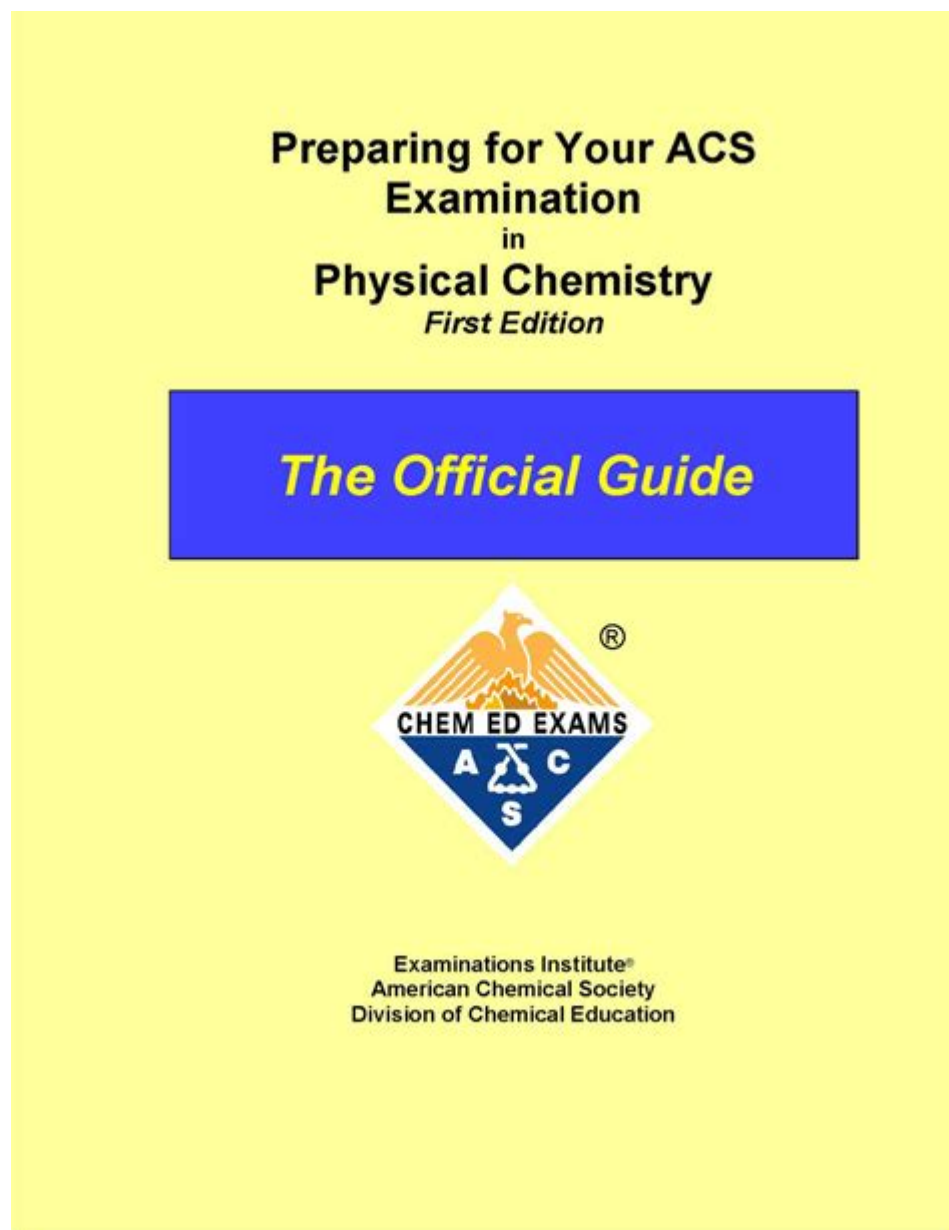 Preparing for Your ACS
Examination
in
Physical Chemistry
First Edition
The Official Guide
®
CHEM ED EXAMS
A C
S
Examinations Institute®
American Chemical Society
Division of Chemical Education